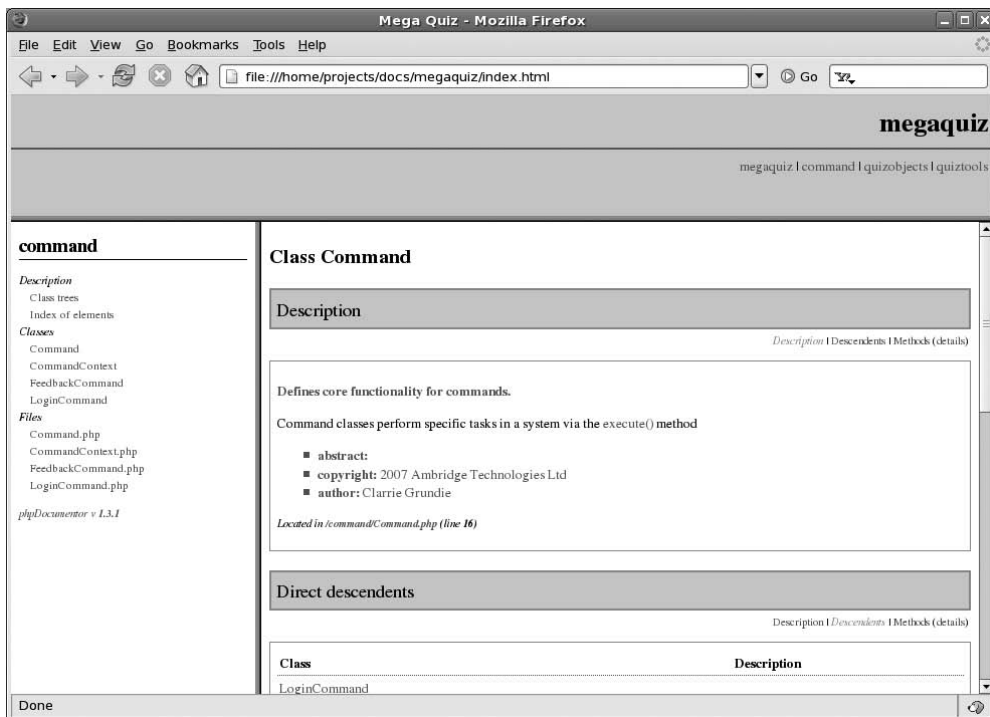 Mega Quiz - Mozilla Firefox
File Edit View Go Bookmarks Tools Help
file:///home/projects/docs/megaquiz/index.html Go
megaquiz
megaquiz | command | quizobjects | quiztools
command
Description
Class trees
Index of elements
Classes
Command
CommandContext
FeedbackCommand
LoginCommand
Files
Command.php
CommandContext.php
FeedbackCommand.php
LoginCommand.php
phpDocumentor v 1.3.1
Class Command
Description
Description | Descendents | Methods (details)
Defines core functionality for commands.
Command classes perform specific tasks in a system via the execute() method
abstract:
copyright: 2007 Ambridge Technologies Ltd
author: Clarrie Grundie
Located in /command/Command.php (line 16)
Direct descendents
Description | Descendents | Methods (details)
Class Description
LoginCommand
Done